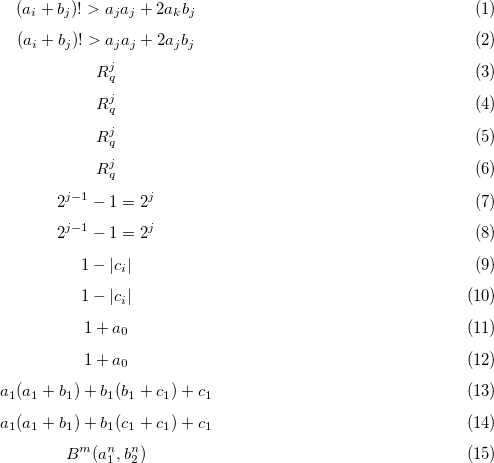 (a_i + b_j)! > a_j a_j + 2a_k b_j (1)
(a_i + b_j)! > a_j a_j + 2a_j b_j (2)
R_q^j (3)
R_q^j (4)
R_q^j (5)
R_q^j (6)
2^{j−1} − 1 = 2^j (7)
2^{j−1} − 1 = 2^j (8)
1 − |c_i| (9)
1 − |c_i| (10)
1 + a_0 (11)
1 + a_0 (12)
a_1(a_1 + b_1) + b_1(b_1 + c_1) + c_1 (13)
a_1(a_1 + b_1) + b_1(c_1 + c_1) + c_1 (14)
B^m(a_1^n, b_2^n) (15)